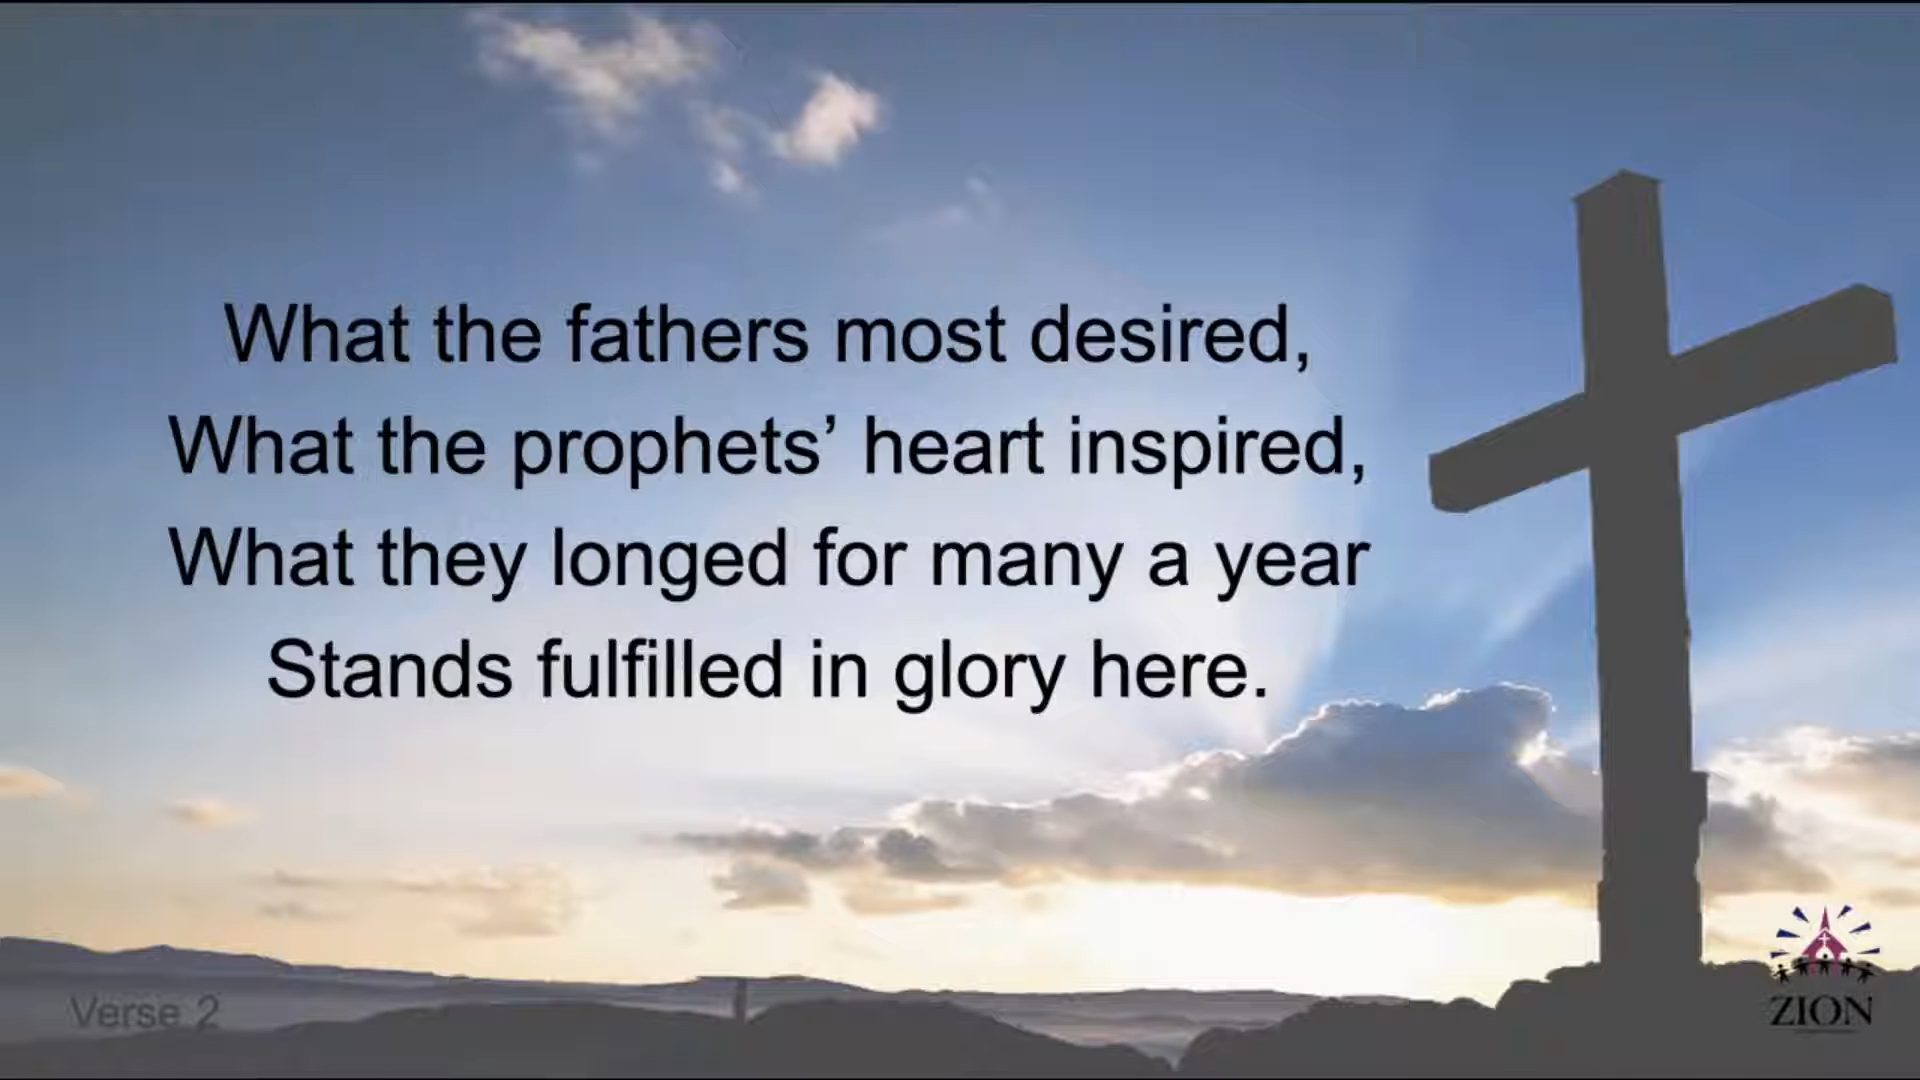 What the fathers most desired,
What the prophets’ heart inspired,
What they longed for many a year
Stands fulfilled in glory here.
Verse 2
ZION